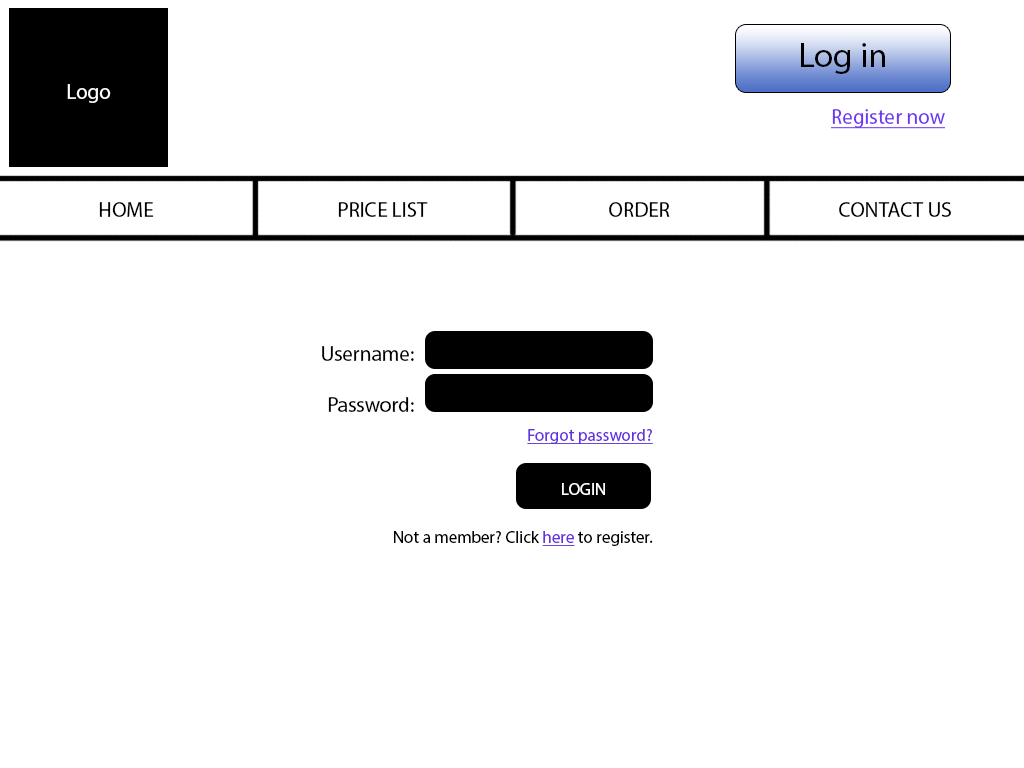 Logo
Log in
Register now
HOME PRICE LIST ORDER CONTACT US
Username:
Password:
Forgot password?
LOGIN
Not a member? Click here to register.